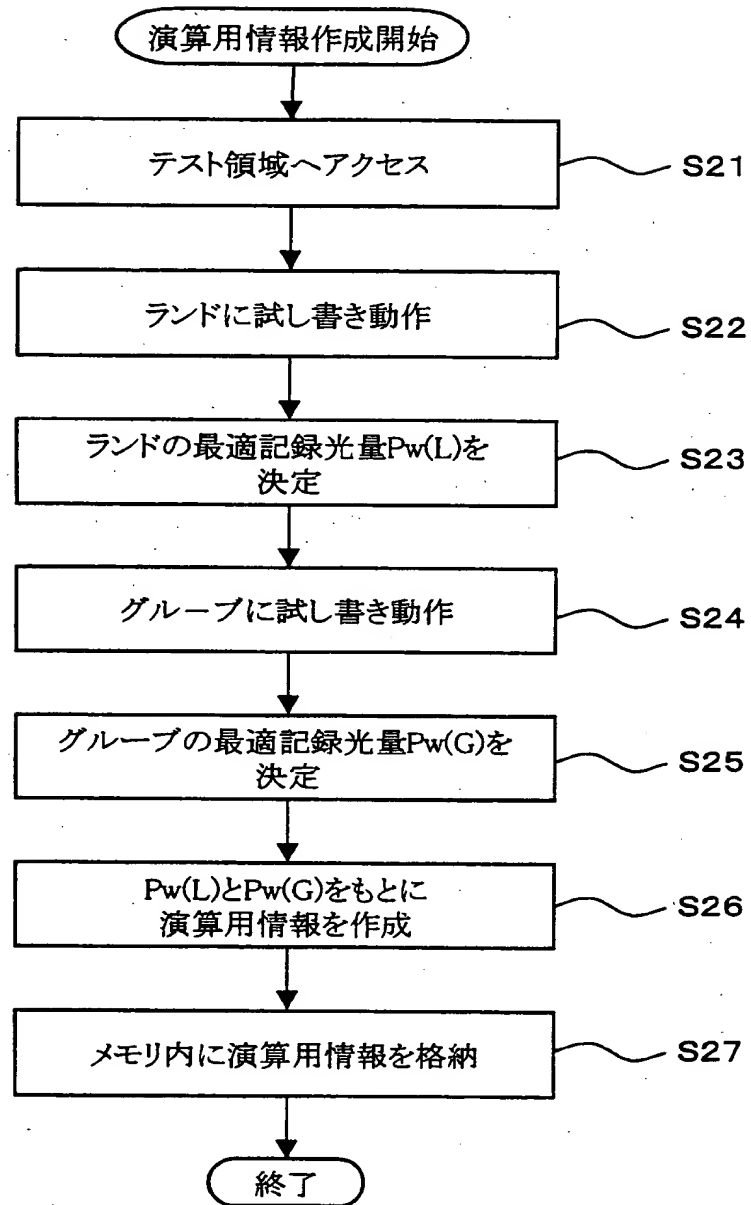 演算用情報作成開始
テスト領域へアクセス
S21
ランドに試し書き動作
S22
ランドの最適記録光量Pw(L)を
決定
S23
グルーブに試し書き動作
S24
グルーブの最適記録光量Pw(G)を
決定
S25
Pw(L)とPw(G)をもとに
演算用情報を作成
S26
メモリ内に演算用情報を格納
S27
終了